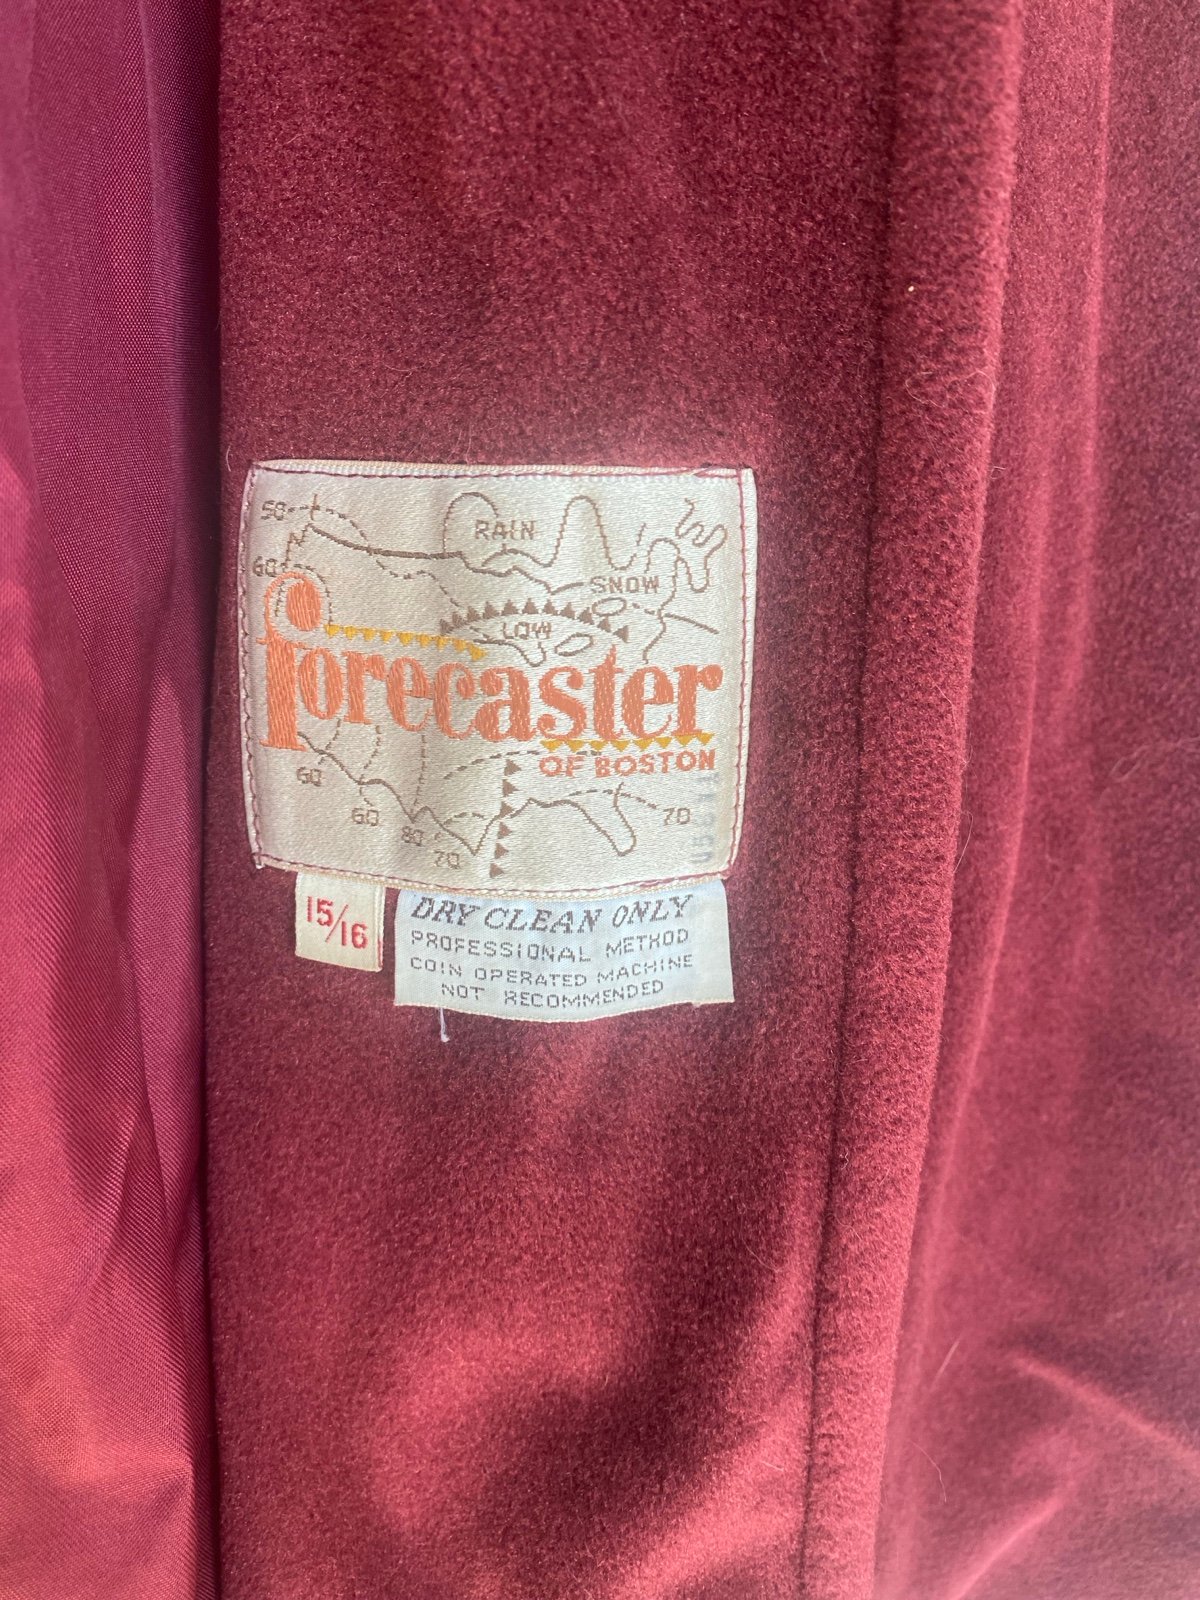 50
RAIN
60
SNOW
LOW
forecaster
OF BOSTON
60
60
80
70
70
15/16
DRY CLEAN ONLY
PROFESSIONAL METHOD
COIN OPERATED MACHINE
NOT RECOMMENDED